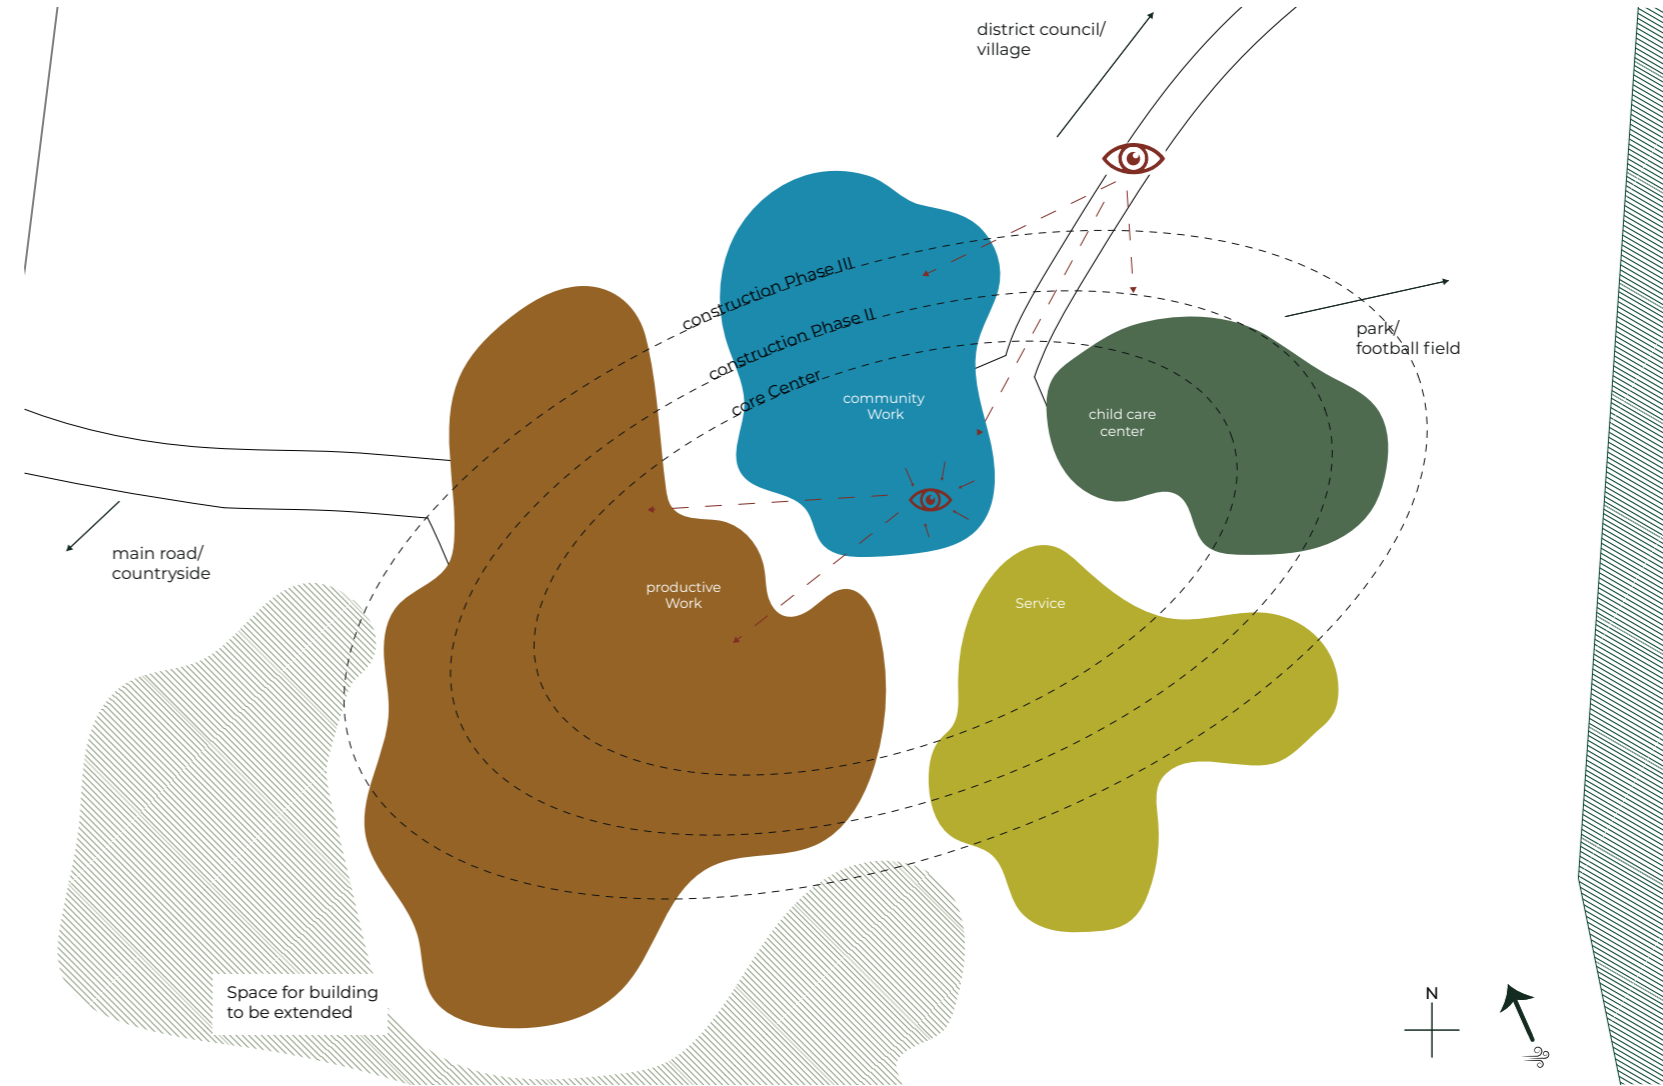 district council/
village
construction Phase III
construction Phase II
core Center
park/
football field
community
Work
child care
center
main road/
countryside
productive
Work
Service
Space for building
to be extended
N